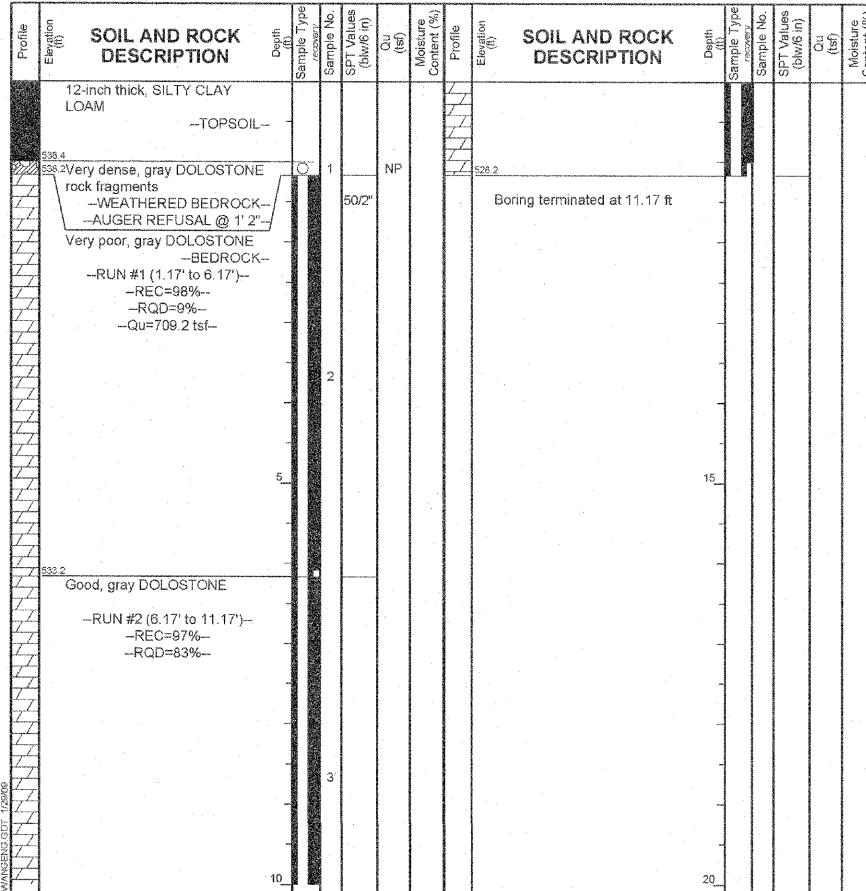 Profile
Elevation (ft)
SOIL AND ROCK DESCRIPTION
Depth (ft)
Sample Type
recovery
Sample No.
SPT Values (blw/6 in)
Qu (tsf)
Moisture Content (%)
Profile
Elevation (ft)
SOIL AND ROCK DESCRIPTION
Depth (ft)
Sample Type
recovery
Sample No.
SPT Values (blw/6 in)
Qu (tsf)
Moisture Content (%)
12-inch thick, SILTY CLAY
LOAM
--TOPSOIL--
538.4
538.2 Very dense, gray DOLOSTONE
rock fragments
--WEATHERED BEDROCK--
--AUGER REFUSAL @ 1' 2"--
1
NP
50/2"
Very poor, gray DOLOSTONE
--BEDROCK--
--RUN #1 (1.17' to 6.17')--
--REC=98%--
--RQD=9%--
--Qu=709.2 tsf--
2
5
533.2
Good, gray DOLOSTONE
--RUN #2 (6.17' to 11.17')--
--REC=97%--
--RQD=83%--
3
10
WANGENG.GDT 1/29/09
528.2
Boring terminated at 11.17 ft
15
20